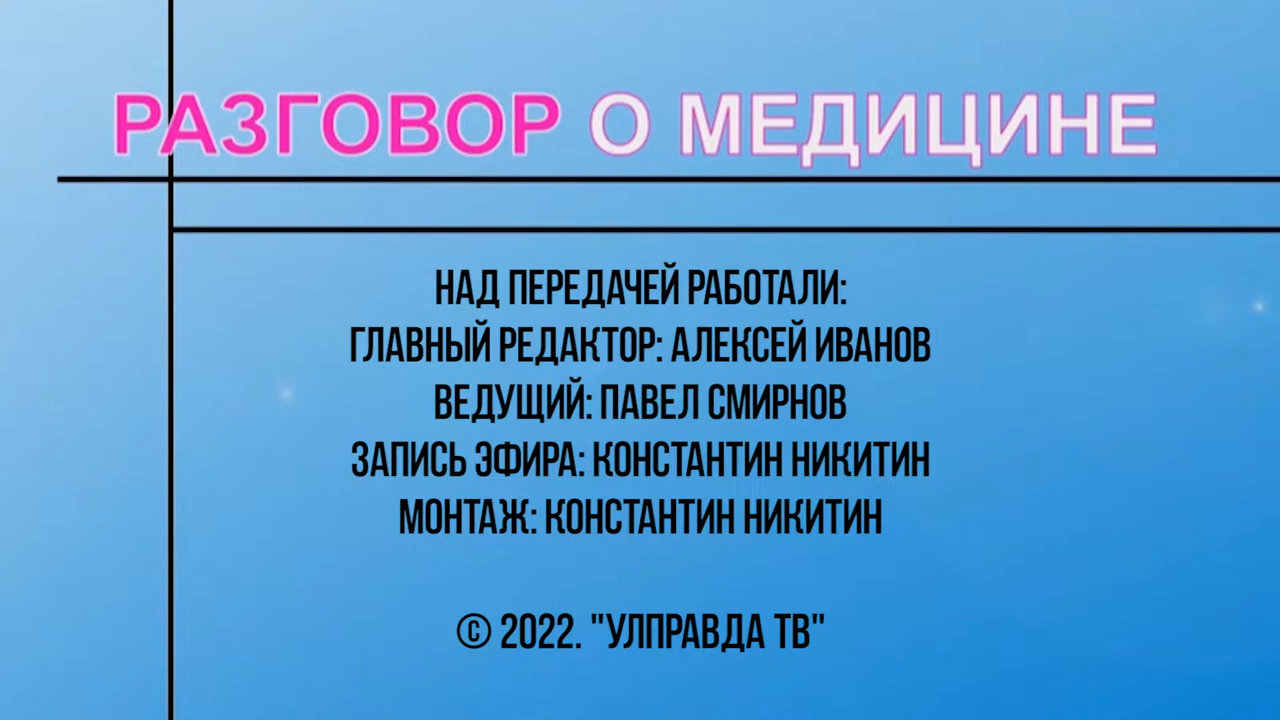 РАЗГОВОР О МЕДИЦИНЕ
НАД ПЕРЕДАЧЕЙ РАБОТАЛИ:
ГЛАВНЫЙ РЕДАКТОР: АЛЕКСЕЙ ИВАНОВ
ВЕДУЩИЙ: ПАВЕЛ СМИРНОВ
ЗАПИСЬ ЭФИРА: КОНСТАНТИН НИКИТИН
МОНТАЖ: КОНСТАНТИН НИКИТИН
© 2022. "УЛПРАВДА ТВ"